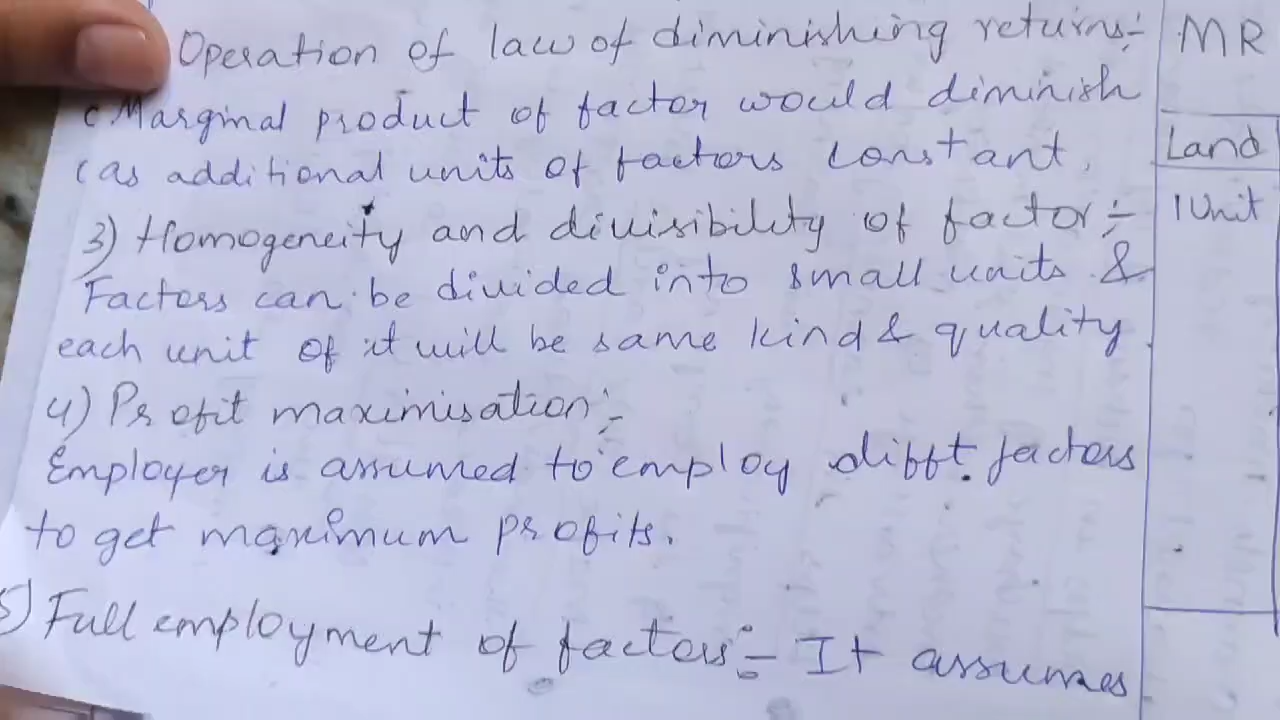 Operation of law of diminishing returns:-
(Marginal product of factor would diminish
(as additional units of factors constant.
3) Homogeneity and divisibility of factor:-
Factors can be divided into small units &
each unit of it will be same kind & quality
4) Profit maximisation:-
Employer is assumed to employ difft. factors
to get maximum profits.
5) Full employment of factors:- It assumes
MR
Land
1 Unit